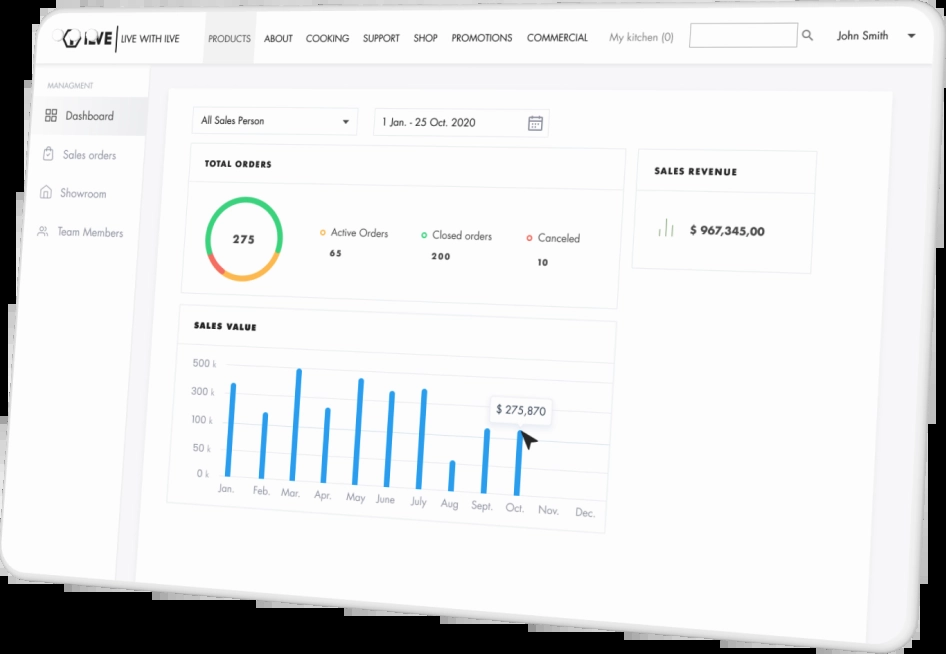 ILVE LIVE WITH ILVE PRODUCTS ABOUT COOKING SUPPORT SHOP PROMOTIONS COMMERCIAL My kitchen (0) John Smith
MANAGMENT
Dashboard
Sales orders
Showroom
Team Members
All Sales Person 1 Jan. - 25 Oct. 2020
TOTAL ORDERS
275
Active Orders Closed orders Canceled
65 200 10
SALES REVENUE
$ 967,345,00
SALES VALUE
500 k
300 k
100 k
50 k
0 k
$ 275,870
Jan. Feb. Mar. Apr. May June July Aug Sept. Oct. Nov. Dec.